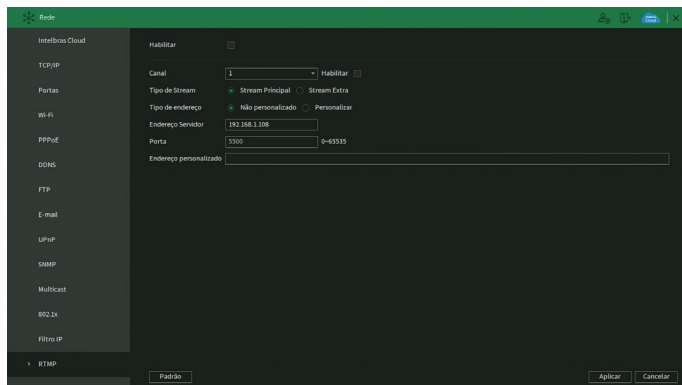 Rede
Intelbras Cloud
TCP/IP
Portas
Wi-Fi
PPPoE
DDNS
FTP
E-mail
UPnP
SNMP
Multicast
802.1x
Filtro IP
> RTMP
Habilitar
Canal 1 Habilitar
Tipo de Stream Stream Principal Stream Extra
Tipo de endereço Não personalizado Personalizar
Endereço Servidor 192.168.1.108
Porta 5500 0~65535
Endereço personalizado
Padrão Aplicar Cancelar